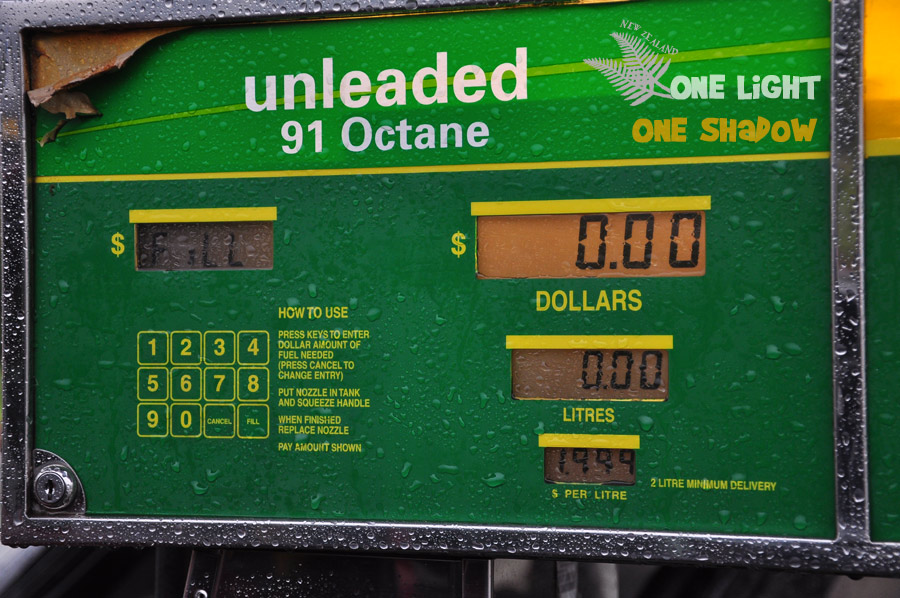 unleaded
91 Octane
NEW ZEALAND
ONE LiGHT
ONE SHADOW
$
FiLL
$
0.00
DOLLARS
HOW TO USE
PRESS KEYS TO ENTER
DOLLAR AMOUNT OF
FUEL NEEDED
(PRESS CANCEL TO
CHANGE ENTRY)
PUT NOZZLE IN TANK
AND SQUEEZE HANDLE
WHEN FINISHED
REPLACE NOZZLE
PAY AMOUNT SHOWN
1 2 3 4
5 6 7 8
9 0 CANCEL FILL
0.00
LITRES
$ PER LITRE
2 LITRE MINIMUM DELIVERY